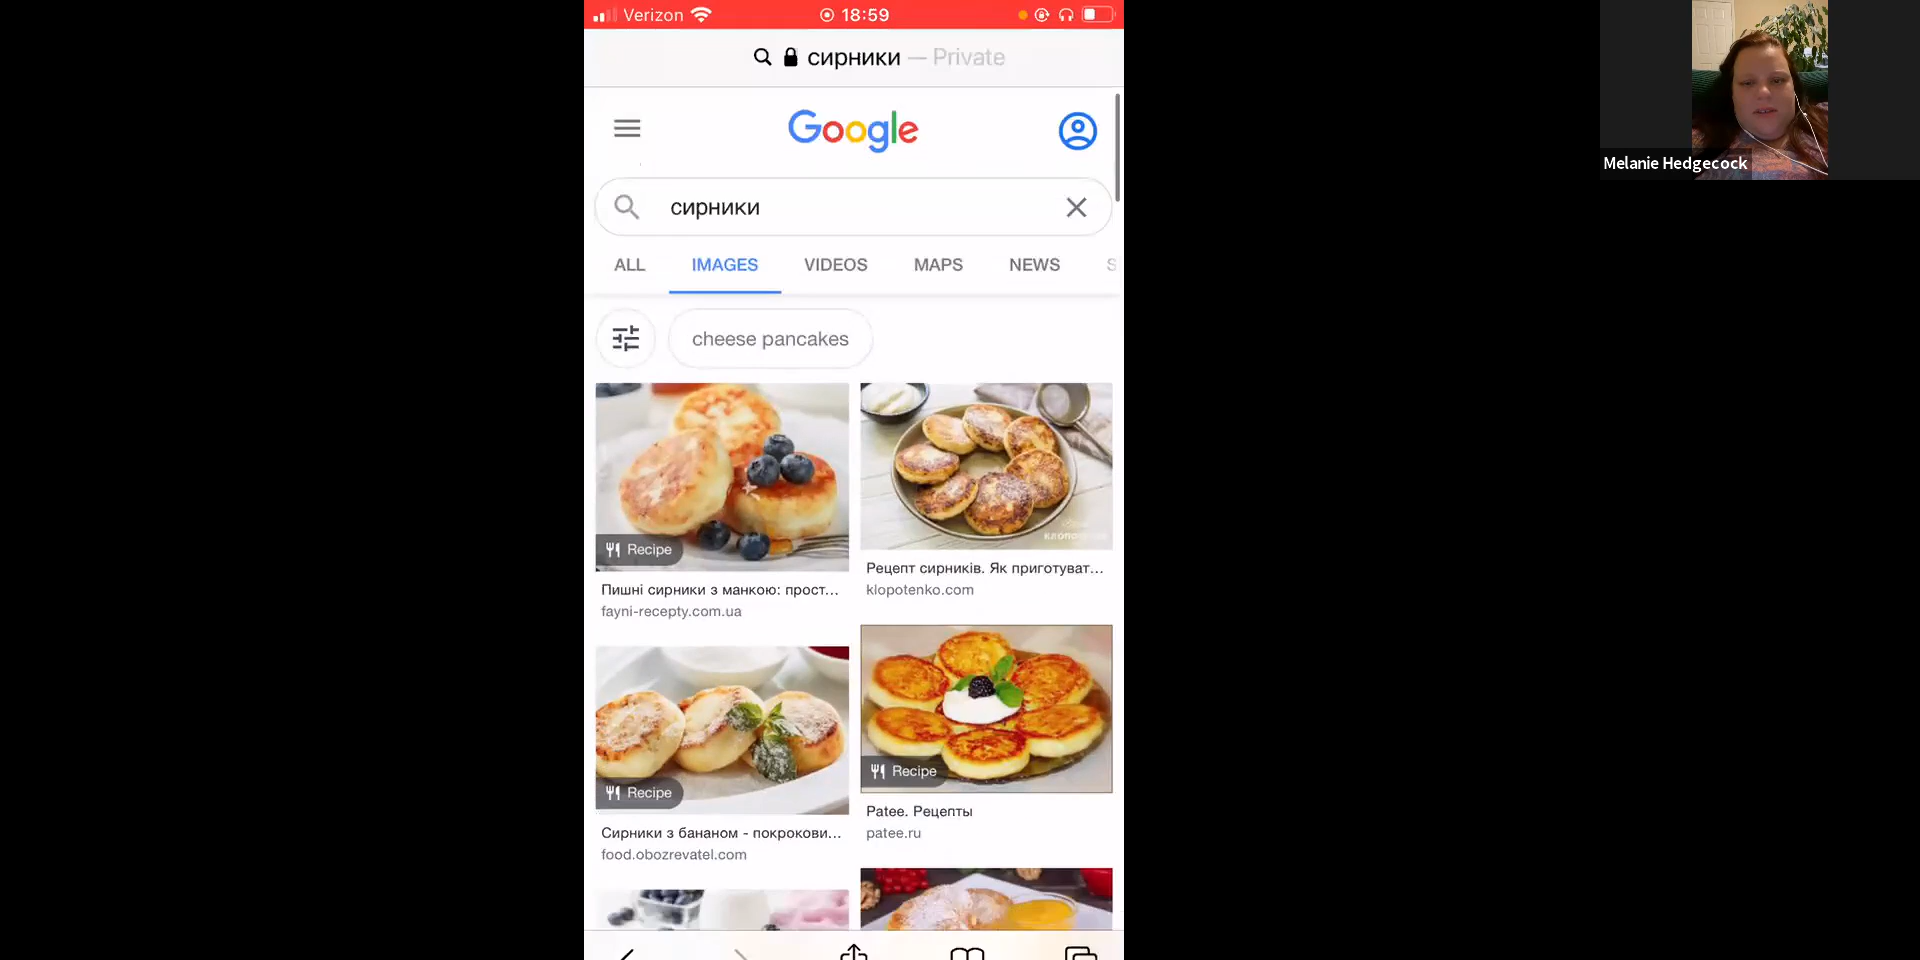 Verizon 18:59
сирники — Private
Google
сирники
ALL IMAGES VIDEOS MAPS NEWS S
cheese pancakes
Recipe
Пишні сирники з манкою: прост...
fayni-recepty.com.ua
Рецепт сирників. Як приготуват...
klopotenko.com
Recipe
Сирники з бананом - покрокови...
food.obozrevatel.com
Recipe
Patee. Рецепты
patee.ru
Melanie Hedgecock